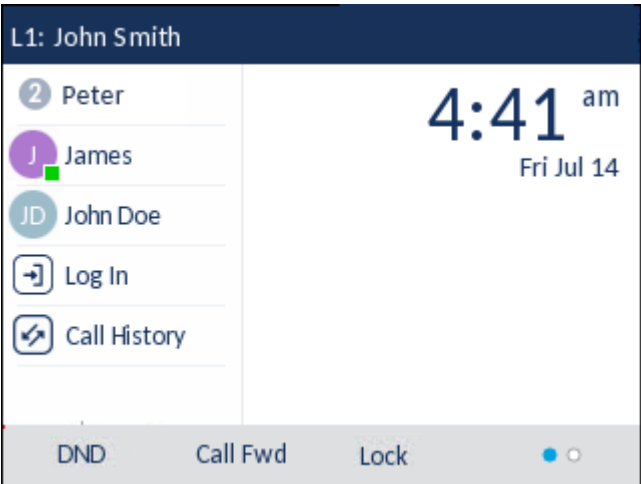 L1: John Smith
2 Peter
J James
JD John Doe
Log In
Call History
4:41 am
Fri Jul 14
DND Call Fwd Lock